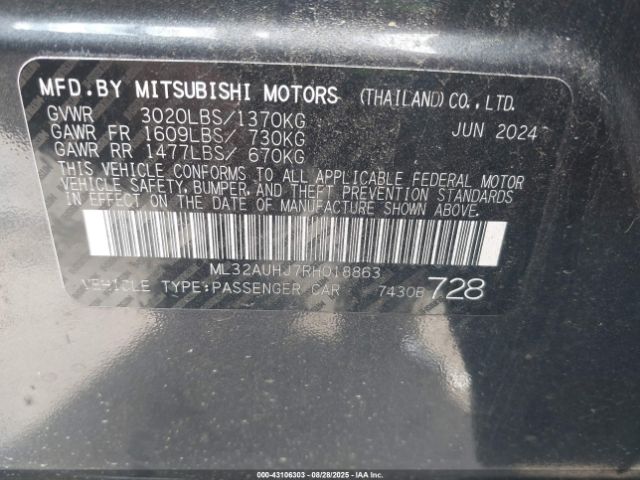 MFD.BY MITSUBISHI MOTORS (THAILAND)CO.,LTD.
GVWR 3020LBS/1370KG JUN 2024
GAWR FR 1609LBS/ 730KG
GAWR RR 1477LBS/ 670KG
THIS VEHICLE CONFORMS TO ALL APPLICABLE FEDERAL MOTOR
VEHICLE SAFETY, BUMPER, AND THEFT PREVENTION STANDARDS
IN EFFECT ON THE DATE OF MANUFACTURE SHOWN ABOVE.
ML32AUHJ7RH018863
VEHICLE TYPE:PASSENGER CAR 7430B 728
000-43106303 - 08/28/2025 - IAAI.COM